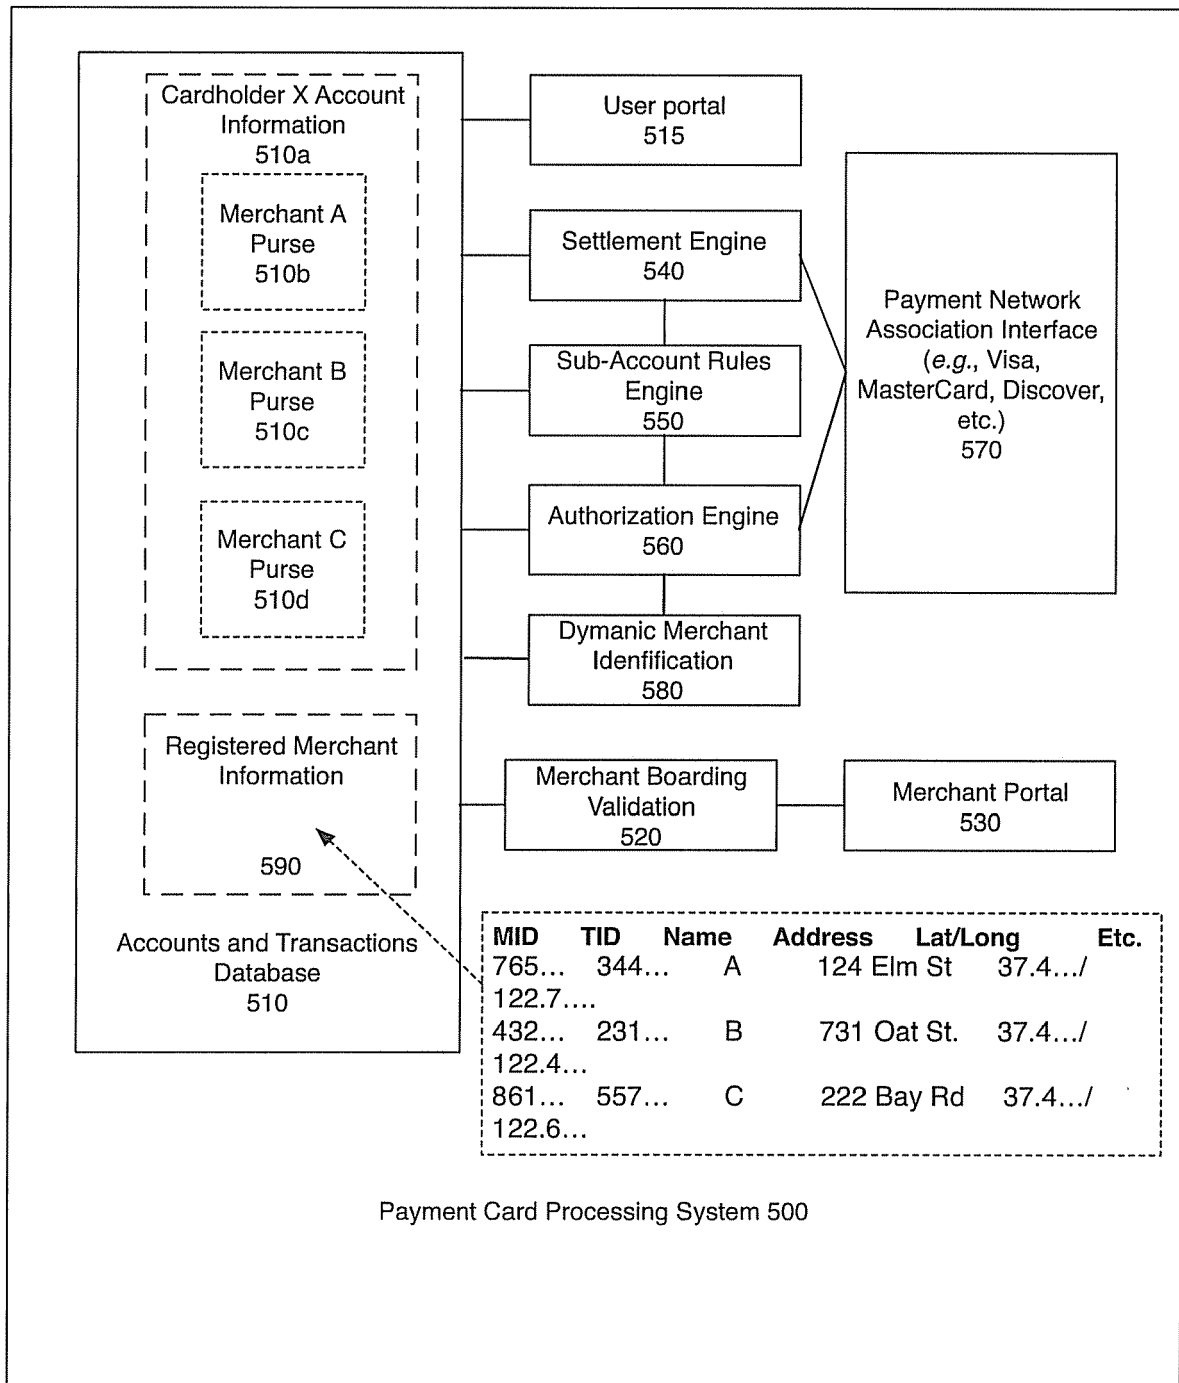 Cardholder X Account
Information
510a
Merchant A
Purse
510b
Merchant B
Purse
510c
Merchant C
Purse
510d
Registered Merchant
Information
590
Accounts and Transactions
Database
510
User portal
515
Settlement Engine
540
Sub-Account Rules
Engine
550
Authorization Engine
560
Dymanic Merchant
Idenfification
580
Payment Network
Association Interface
(e.g., Visa,
MasterCard, Discover,
etc.)
570
Merchant Boarding
Validation
520
Merchant Portal
530
MID TID Name Address Lat/Long Etc.
765... 344... A 124 Elm St 37.4.../
122.7....
432... 231... B 731 Oat St. 37.4.../
122.4...
861... 557... C 222 Bay Rd 37.4.../
122.6...
Payment Card Processing System 500